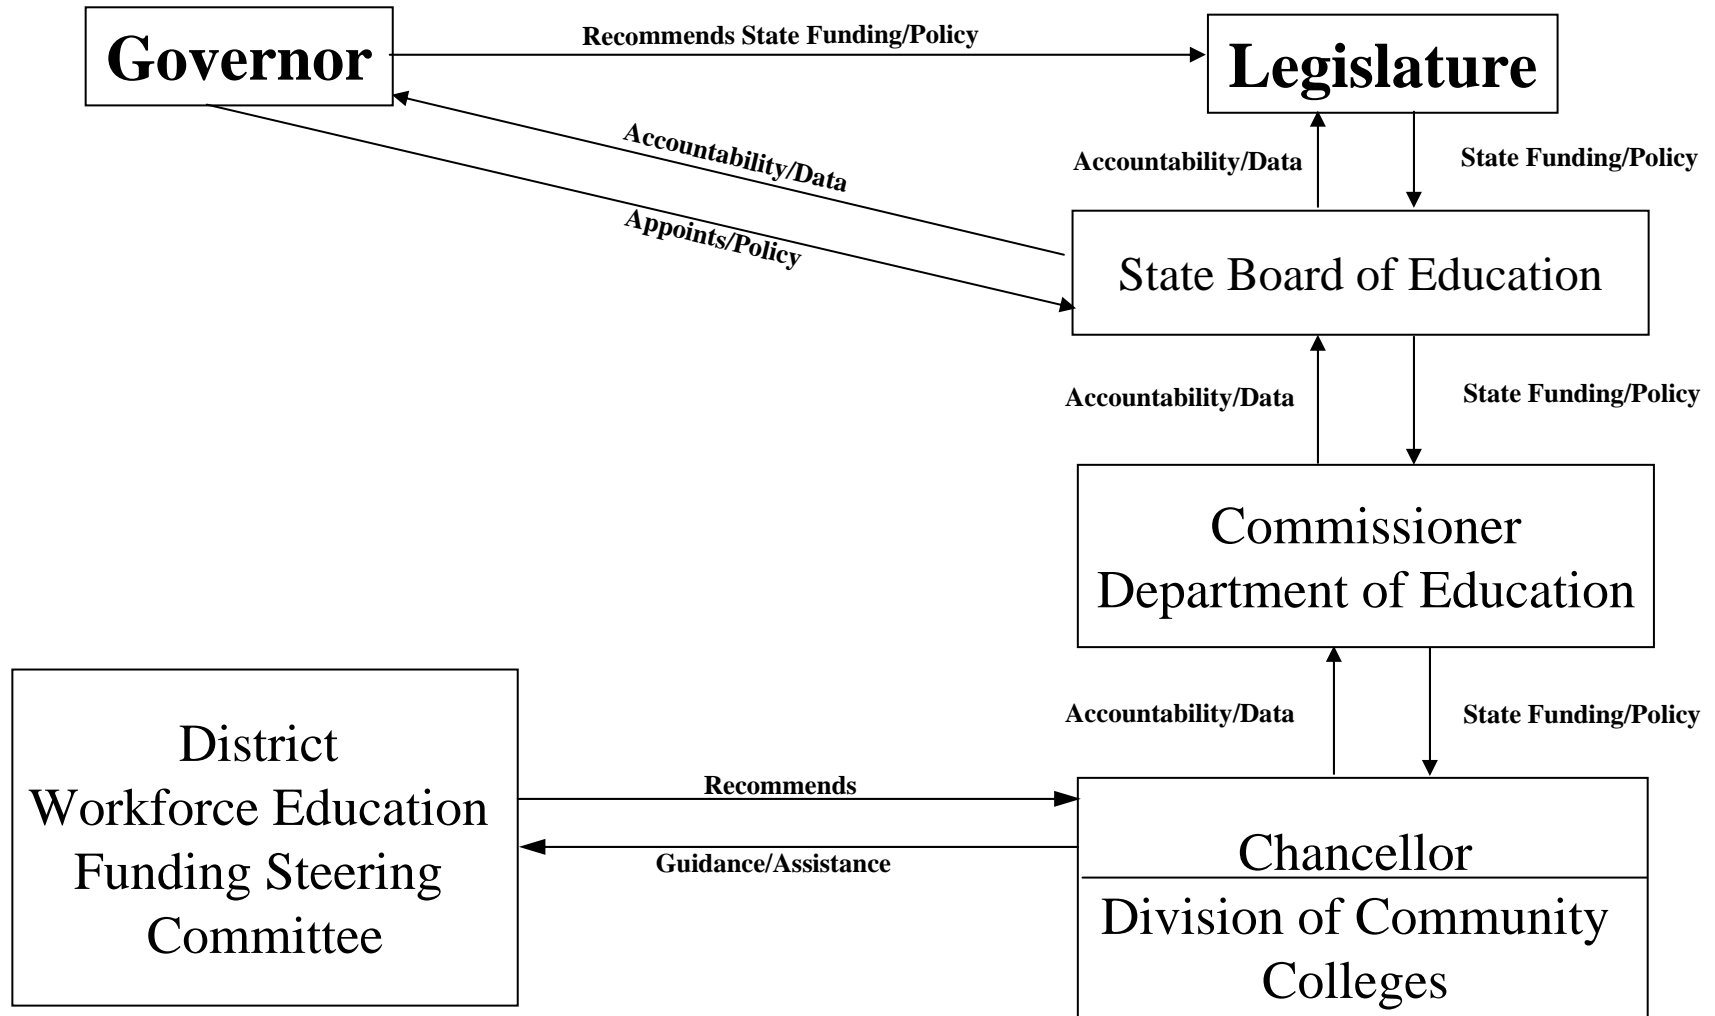 Governor
Recommends State Funding/Policy
Legislature
Accountability/Data
Appoints/Policy
Accountability/Data
State Funding/Policy
State Board of Education
Accountability/Data
State Funding/Policy
Commissioner
Department of Education
Accountability/Data
State Funding/Policy
District
Workforce Education
Funding Steering
Committee
Recommends
Guidance/Assistance
Chancellor
Division of Community
Colleges